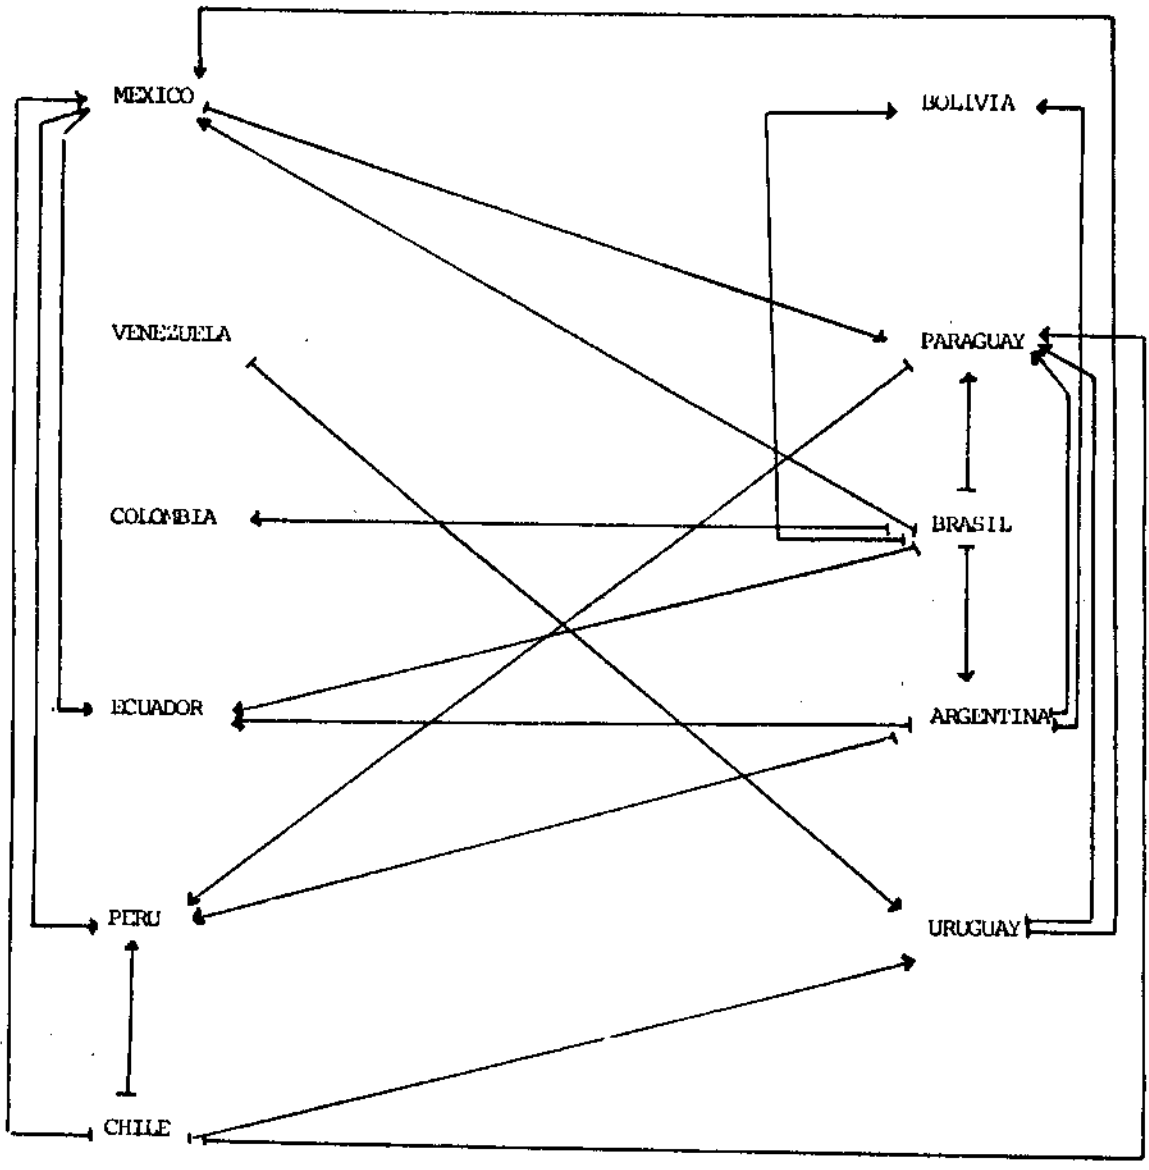 MEXICO
BOLIVIA
VENEZUELA
PARAGUAY
COLOMBIA
BRASIL
ECUADOR
ARGENTINA
PERU
URUGUAY
CHILE